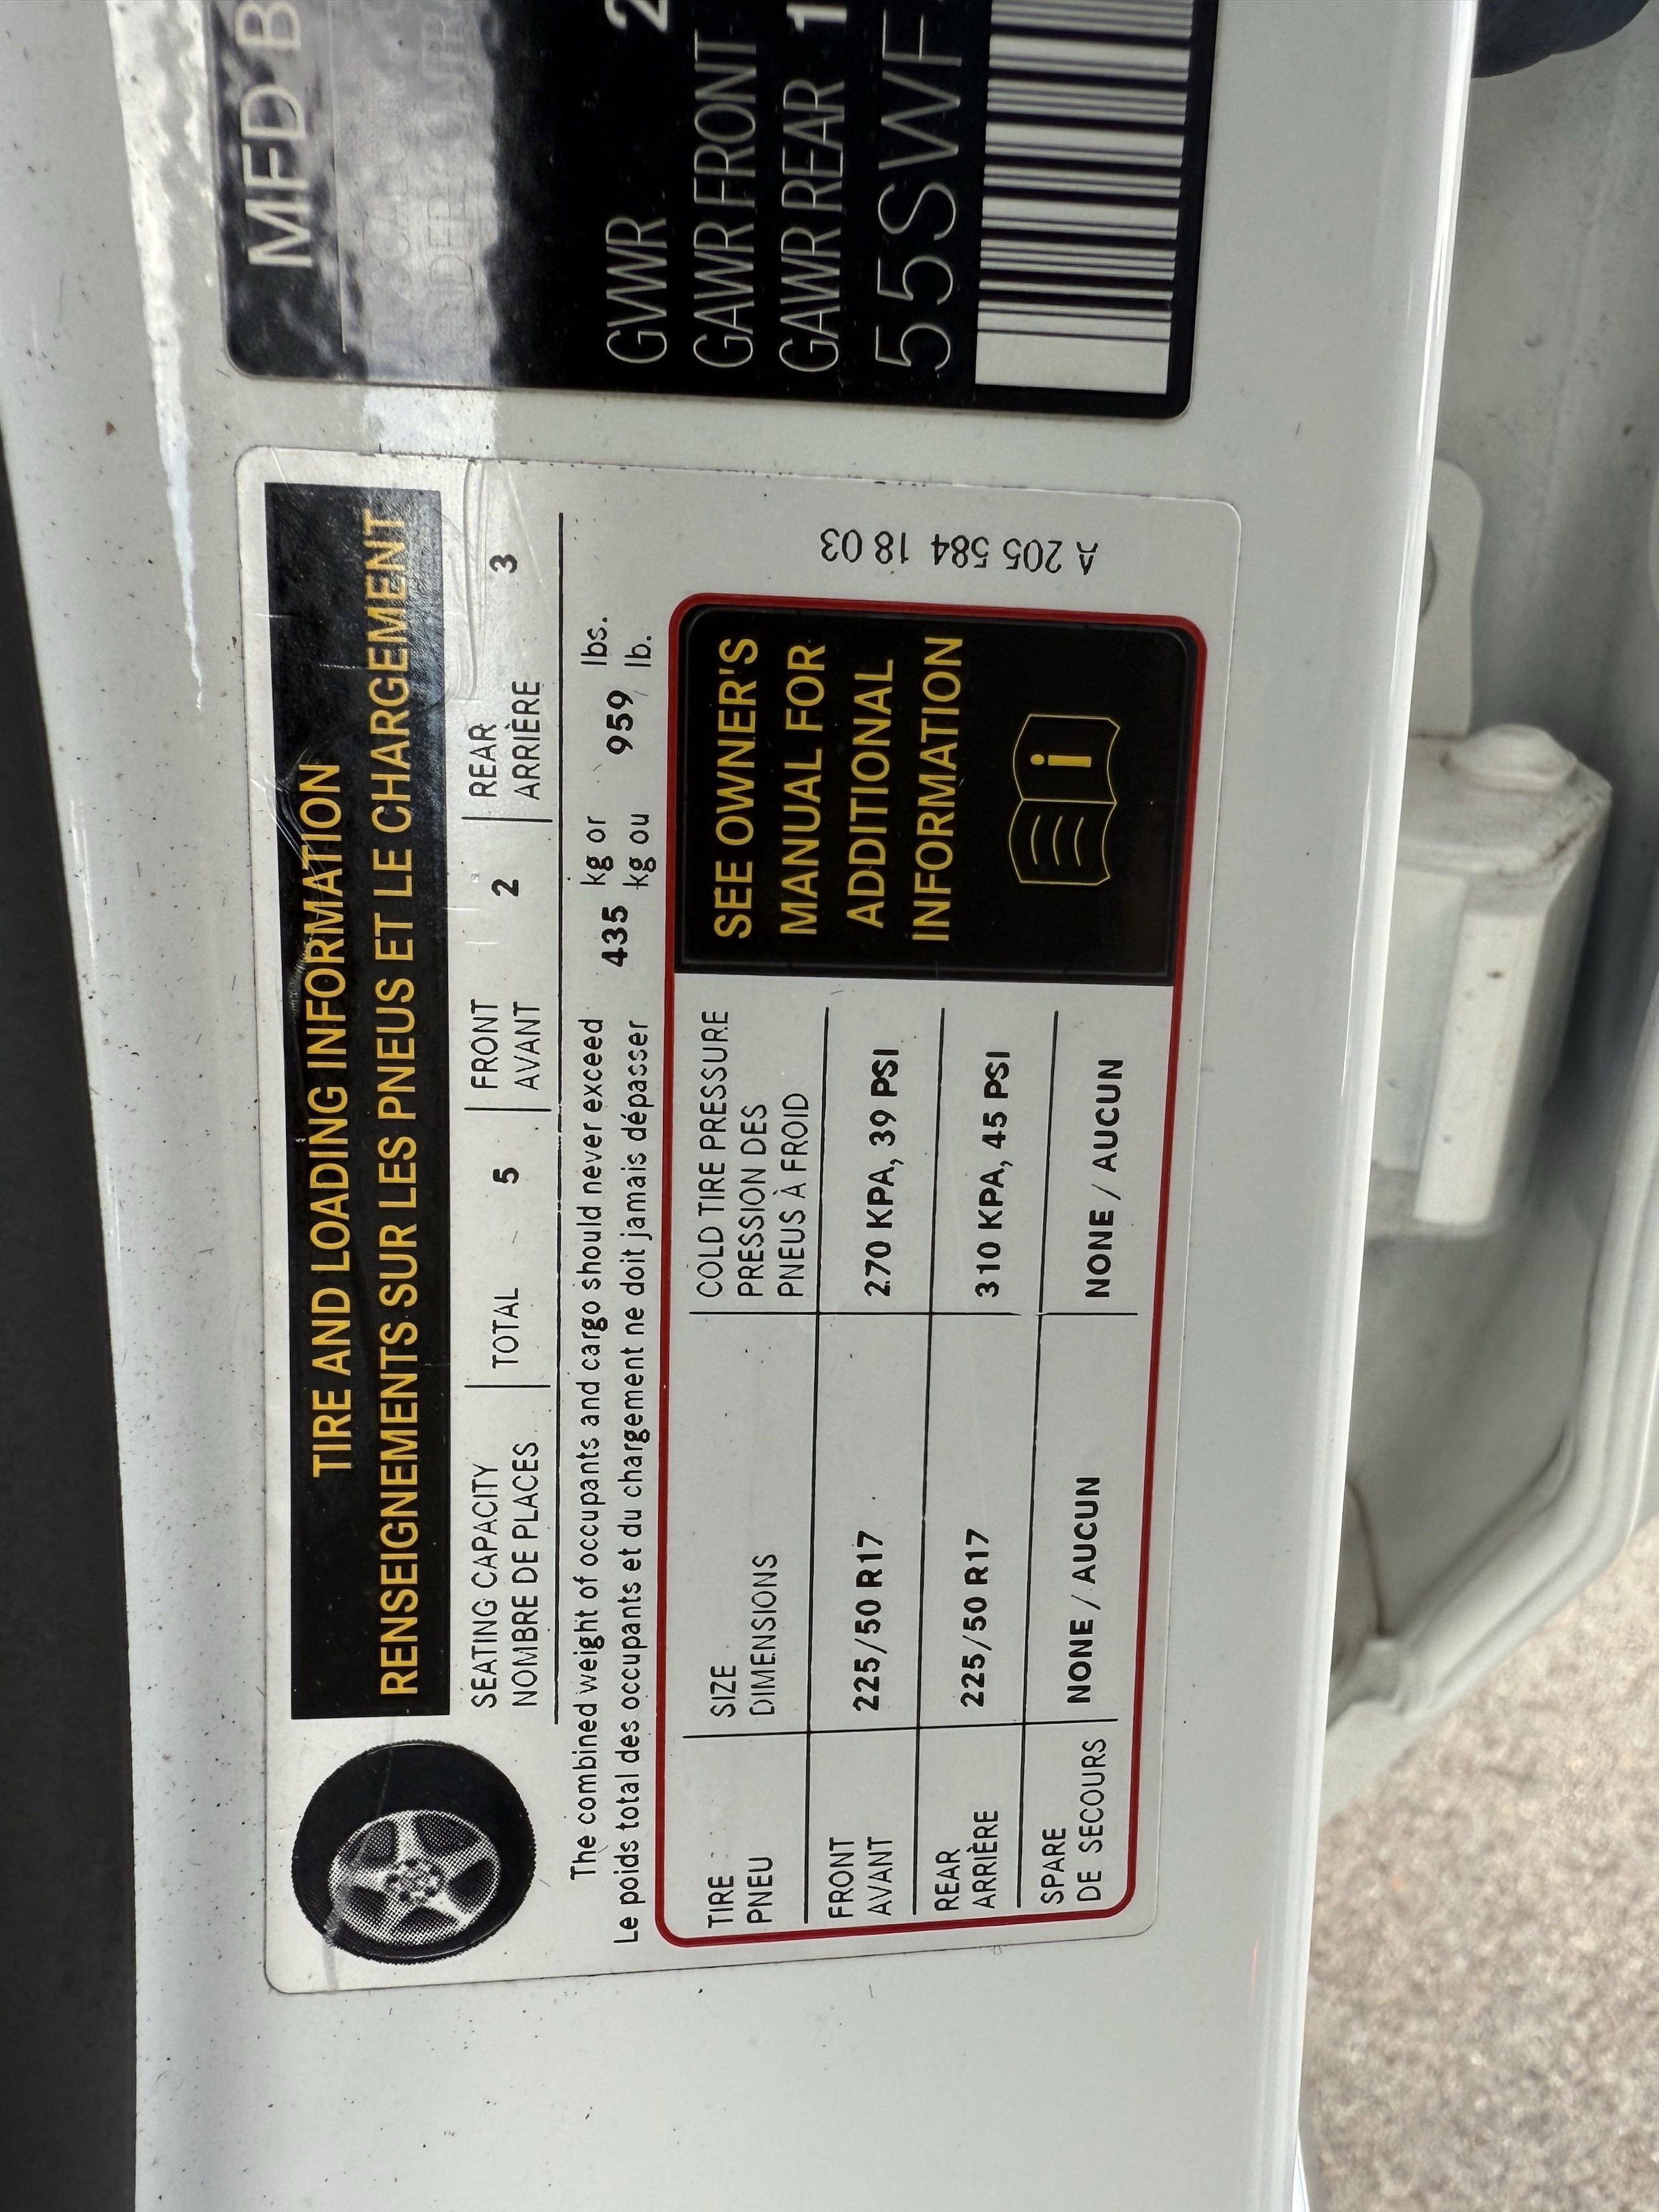 TIRE AND LOADING INFORMATION
RENSEIGNEMENTS SUR LES PNEUS ET LE CHARGEMENT
SEATING CAPACITY TOTAL 5 FRONT 2 REAR 3
NOMBRE DE PLACES AVANT ARRIÈRE
The combined weight of occupants and cargo should never exceed 435 kg or 959 lbs.
Le poids total des occupants et du chargement ne doit jamais dépasser kg ou lb.
TIRE SIZE COLD TIRE PRESSURE
PNEU DIMENSIONS PRESSION DES
PNEUS À FROID
FRONT 225/50 R17 270 KPA, 39 PSI
AVANT
REAR 225/50 R17 310 KPA, 45 PSI
ARRIÈRE
SPARE NONE / AUCUN NONE / AUCUN
DE SECOURS
SEE OWNER'S
MANUAL FOR
ADDITIONAL
INFORMATION
i
A 205 584 18 03
MFD B
GVWR 2
GAWR FRONT
GAWR REAR 1
55SWF